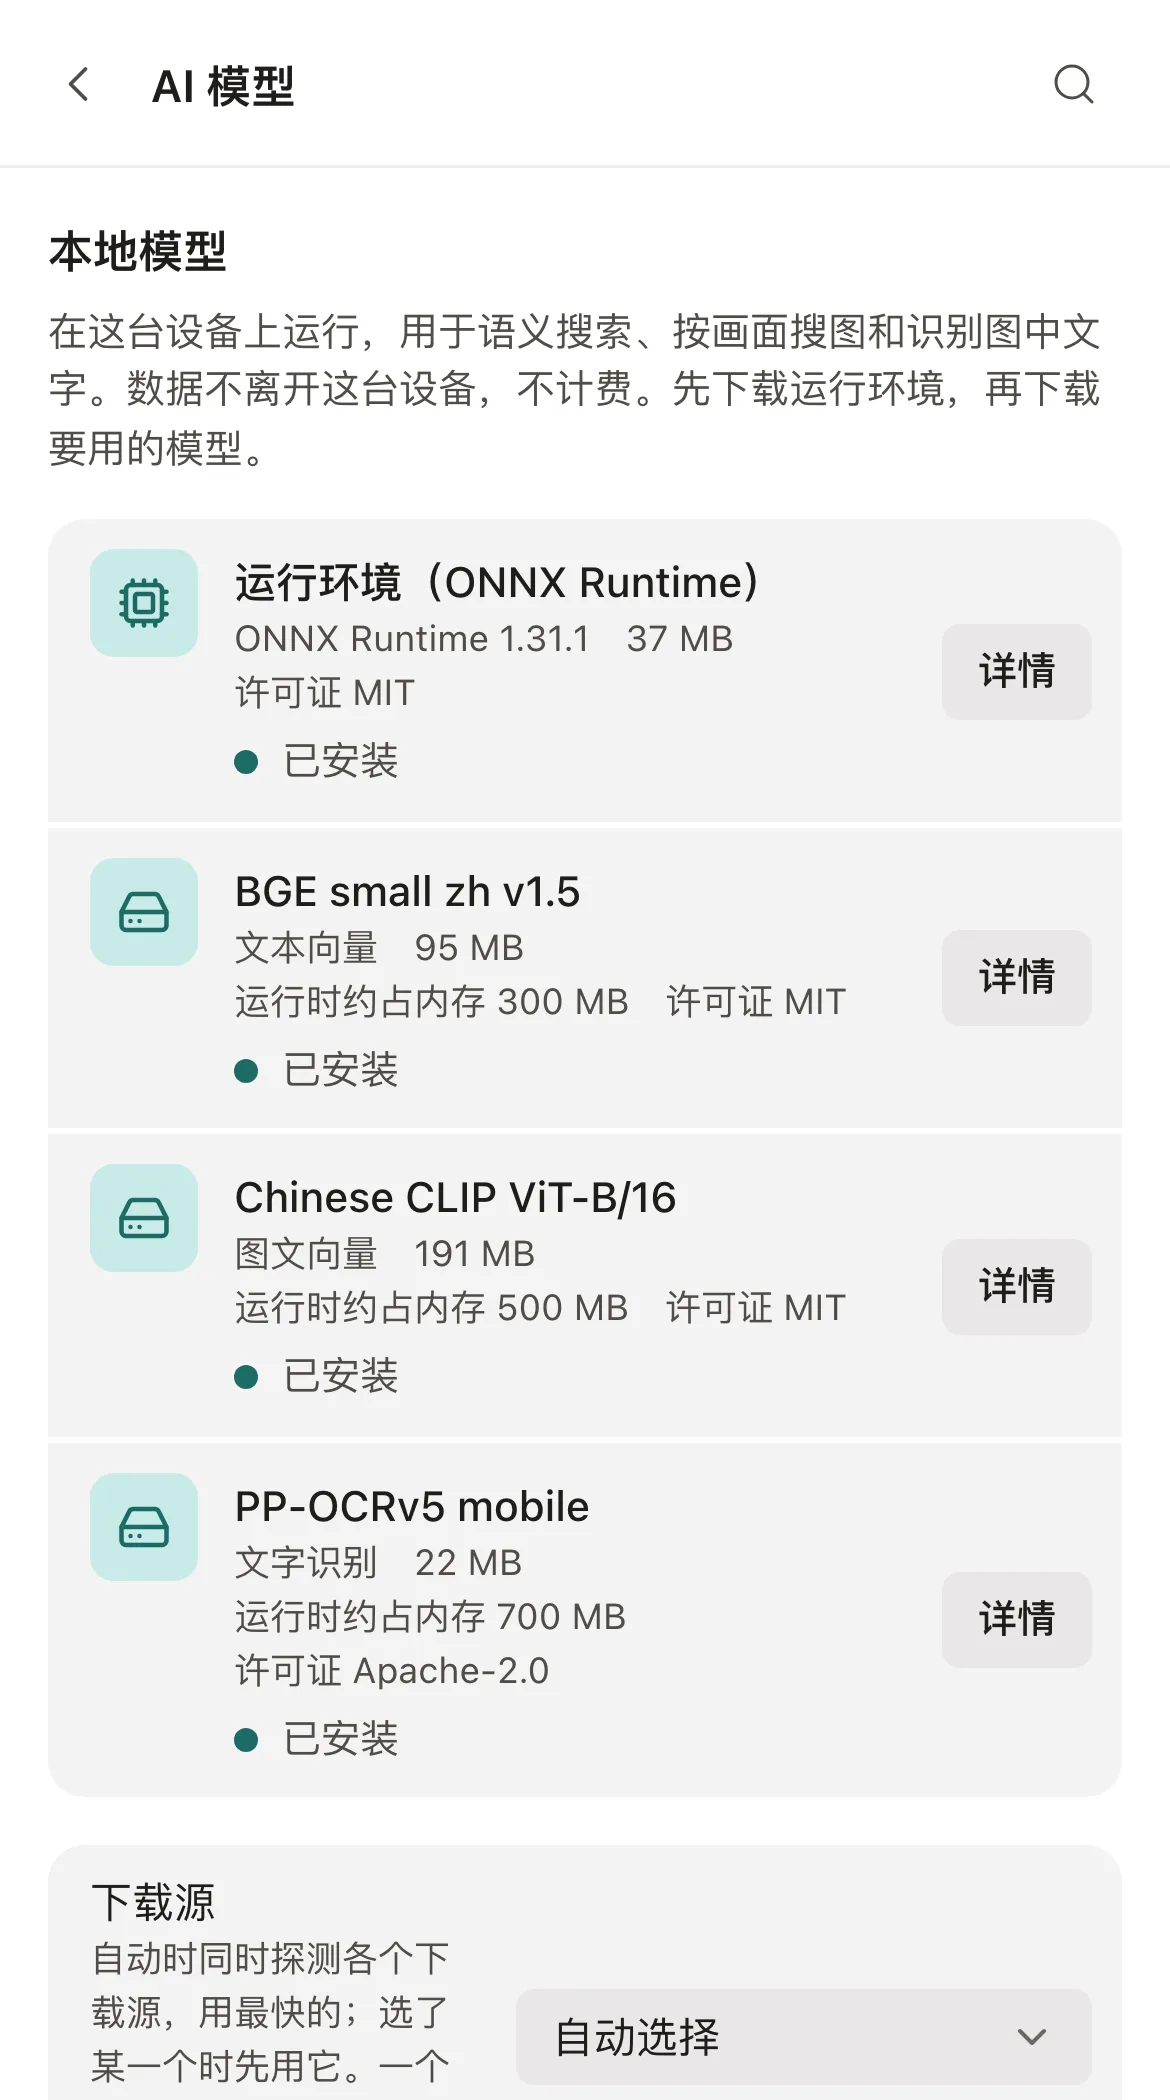 AI 模型
本地模型
在这台设备上运行，用于语义搜索、按画面搜图和识别图中文
字。数据不离开这台设备，不计费。先下载运行环境，再下载
要用的模型。
运行环境（ONNX Runtime）
ONNX Runtime 1.31.1 37 MB
许可证 MIT
已安装
详情
BGE small zh v1.5
文本向量 95 MB
运行时约占内存 300 MB 许可证 MIT
已安装
详情
Chinese CLIP ViT-B/16
图文向量 191 MB
运行时约占内存 500 MB 许可证 MIT
已安装
详情
PP-OCRv5 mobile
文字识别 22 MB
运行时约占内存 700 MB
许可证 Apache-2.0
已安装
详情
下载源
自动时同时探测各个下
载源，用最快的；选了
某一个时先用它。一个
自动选择